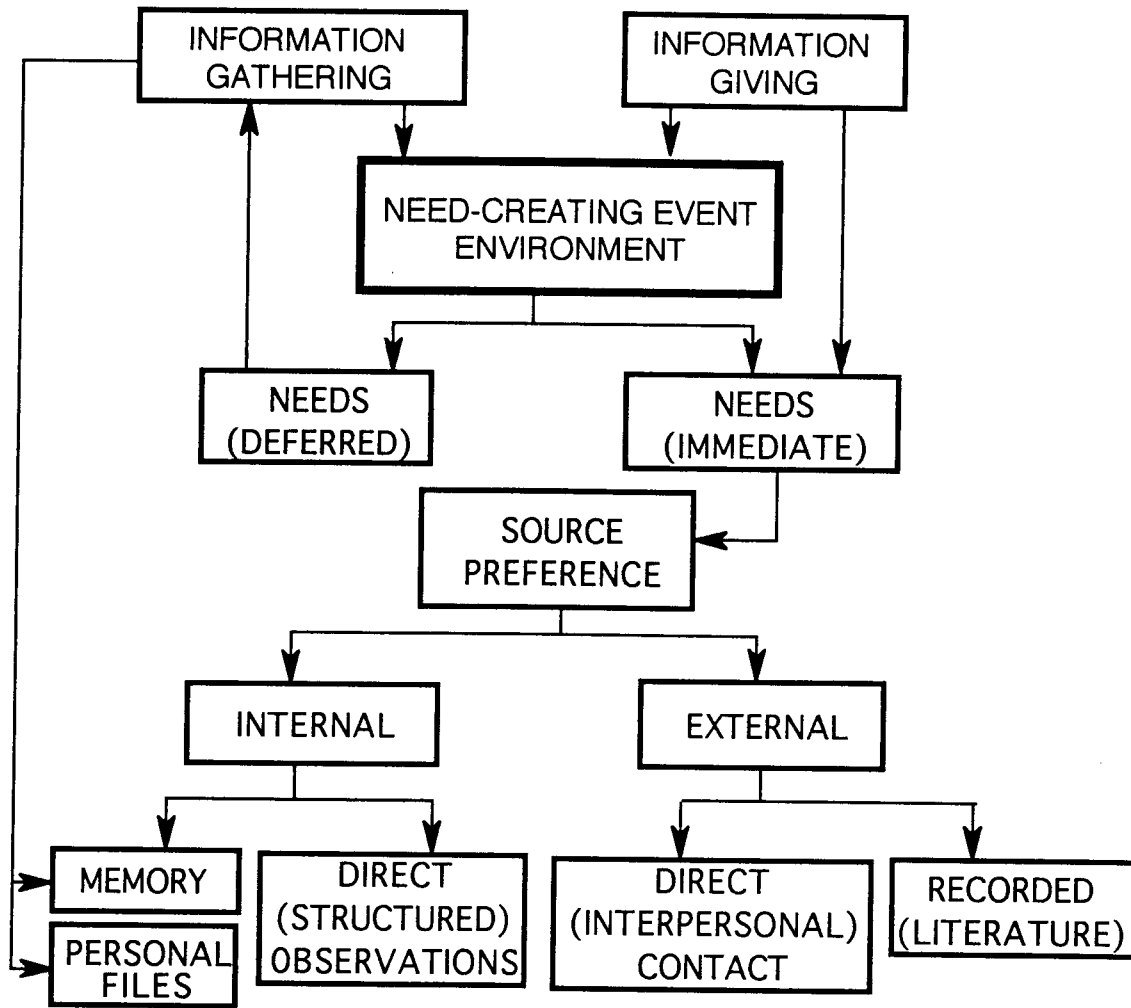 INFORMATION
GATHERING
INFORMATION
GIVING
NEED-CREATING EVENT
ENVIRONMENT
NEEDS
(DEFERRED)
NEEDS
(IMMEDIATE)
SOURCE
PREFERENCE
INTERNAL
EXTERNAL
MEMORY
PERSONAL
FILES
DIRECT
(STRUCTURED)
OBSERVATIONS
DIRECT
(INTERPERSONAL)
CONTACT
RECORDED
(LITERATURE)